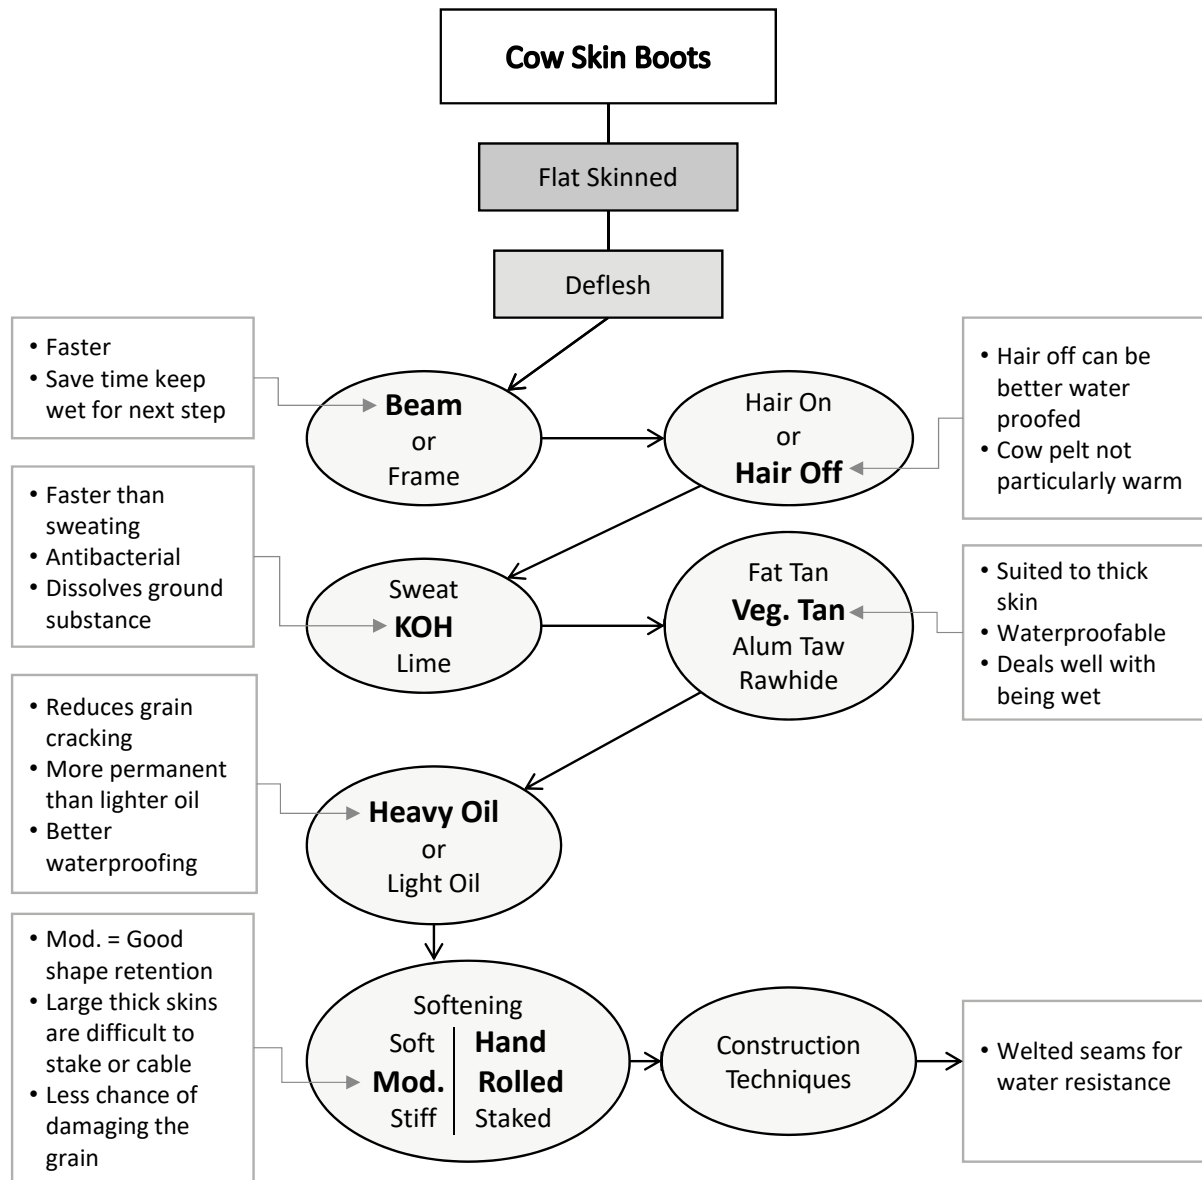 Cow Skin Boots
Flat Skinned
Deflesh
• Faster
• Save time keep
wet for next step
Beam
or
Frame
Hair On
or
Hair Off
• Hair off can be
better water
proofed
• Cow pelt not
particularly warm
• Faster than
sweating
• Antibacterial
• Dissolves ground
substance
Sweat
KOH
Lime
Fat Tan
Veg. Tan
Alum Taw
Rawhide
• Suited to thick
skin
• Waterproofable
• Deals well with
being wet
• Reduces grain
cracking
• More permanent
than lighter oil
• Better
waterproofing
Heavy Oil
or
Light Oil
• Mod. = Good
shape retention
• Large thick skins
are difficult to
stake or cable
• Less chance of
damaging the
grain
Softening
Soft Hand
Mod. Rolled
Stiff Staked
Construction
Techniques
• Welted seams for
water resistance